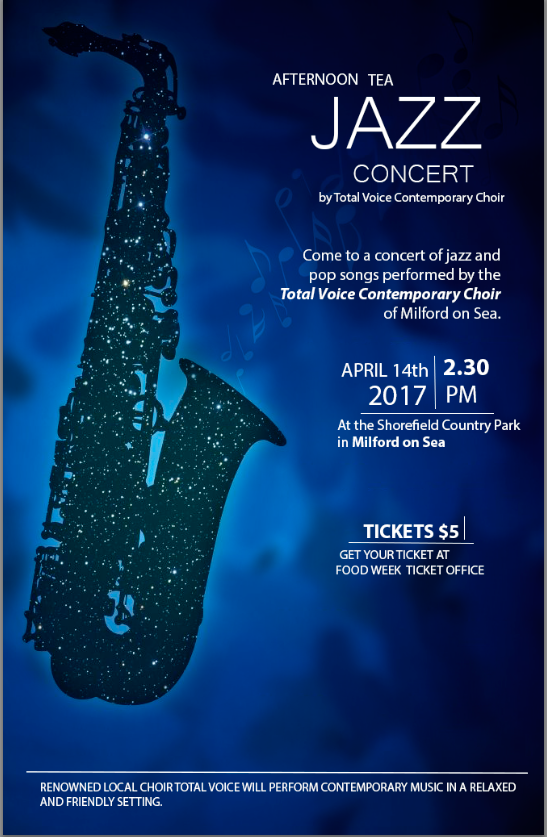 AFTERNOON TEA
JAZZ
CONCERT
by Total Voice Contemporary Choir
Come to a concert of jazz and
pop songs performed by the
Total Voice Contemporary Choir
of Milford on Sea.
APRIL 14th
2017
2.30
PM
At the Shorefield Country Park
in Milford on Sea
TICKETS $5
GET YOUR TICKET AT
FOOD WEEK TICKET OFFICE
RENOWNED LOCAL CHOIR TOTAL VOICE WILL PERFORM CONTEMPORARY MUSIC IN A RELAXED
AND FRIENDLY SETTING.